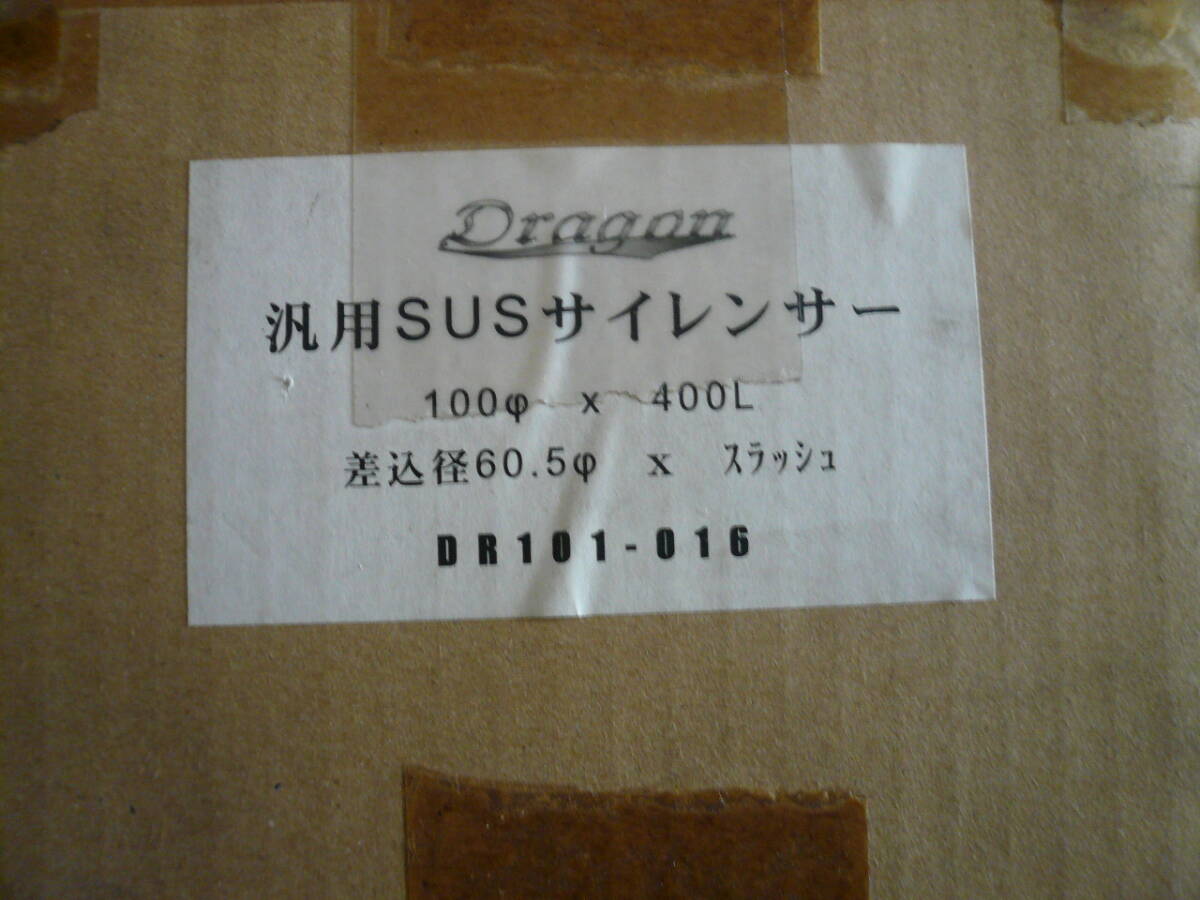 Dragon
汎用SUSサイレンサー
100φ x 400L
差込径60.5φ x ｽﾗｯｼｭ
DR101-016